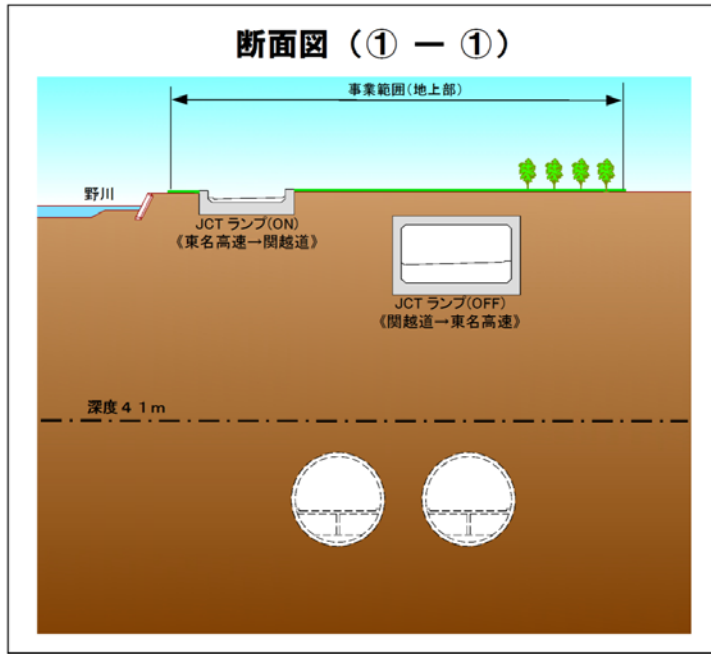 断面図（① － ①）
事業範囲（地上部）
野川
JCT ランプ(ON)
《東名高速→関越道》
JCT ランプ(OFF)
《関越道→東名高速》
深度４１ｍ